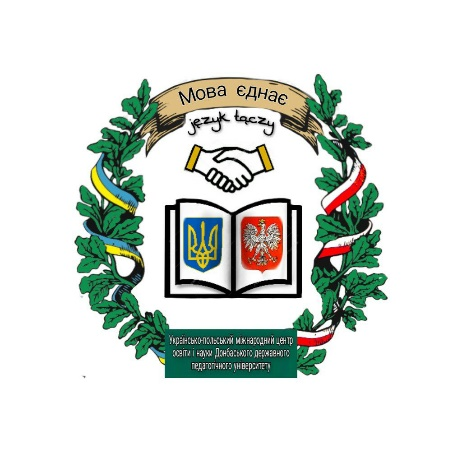 Мова єднає
język łączy
Українсько-польський міжнародний центр
освіти і науки Донбаського державного
педагогічного університету